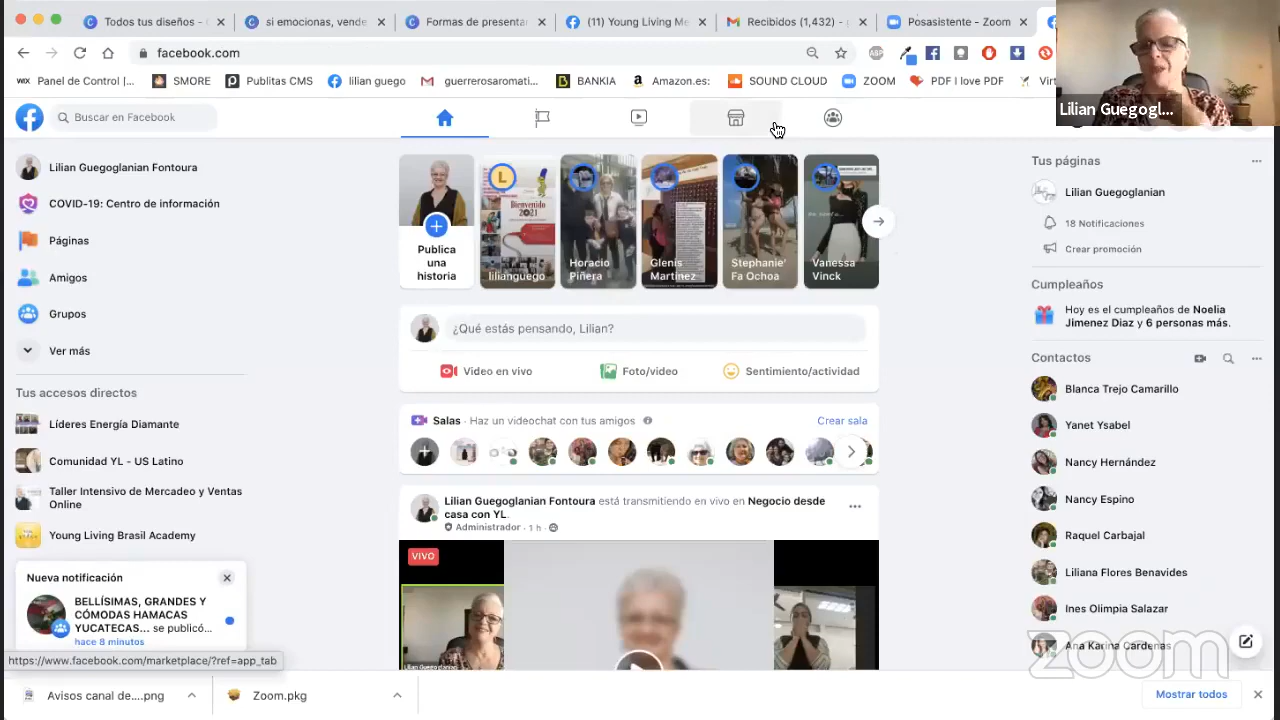 Todos tus diseños - C
si emociones, vende.
Formas de presentar
(11) Young Living Me
Recibidos (1,432) - p
Posasistente - Zoom
facebook.com
ABP
WIX Panel de Control |...
SMORE
Publitas CMS
lilian guego
guerrerosaromati...
BANKIA
Amazon.es:
SOUND CLOUD
ZOOM
PDF I love PDF
Virt
Lilian Guegogl...
Buscar en Facebook
Lilian Guegoglanian Fontoura
COVID-19: Centro de información
Páginas
Amigos
Grupos
Ver más
Tus accesos directos
Líderes Energía Diamante
Comunidad YL - US Latino
Taller Intensivo de Mercadeo y Ventas
Online
Young Living Brasil Academy
Nueva notificación
BELLÍSIMAS, GRANDES Y
CÓMODAS HAMACAS
YUCATECAS... se publicó...
hace 8 minutos
https://www.facebook.com/marketplace/?ref=app_tab
Publica
una
historia
L
Bienvenido
2021
lilianguego
Horacio
Piñera
Glenis
Martinez
Stephanie'
Fa Ochoa
Vanessa
Vinck
¿Qué estás pensando, Lilian?
Video en vivo
Foto/video
Sentimiento/actividad
Salas - Haz un videochat con tus amigos
Crear sala
Lilian Guegoglanian Fontoura está transmitiendo en vivo en Negocio desde
casa con YL.
Administrador · 1 h ·
VIVO
Lilian Guegoglanian
Tus páginas
Lilian Guegoglanian
18 Notificaciones
Crear promoción
Cumpleaños
Hoy es el cumpleaños de Noelia
Jimenez Diaz y 6 personas más.
Contactos
Blanca Trejo Camarillo
Yanet Ysabel
Nancy Hernández
Nancy Espino
Raquel Carbajal
Liliana Flores Benavides
Ines Olimpia Salazar
Ana Karina Cardenas
zoom
Avisos canal de....png
Zoom.pkg
Mostrar todos